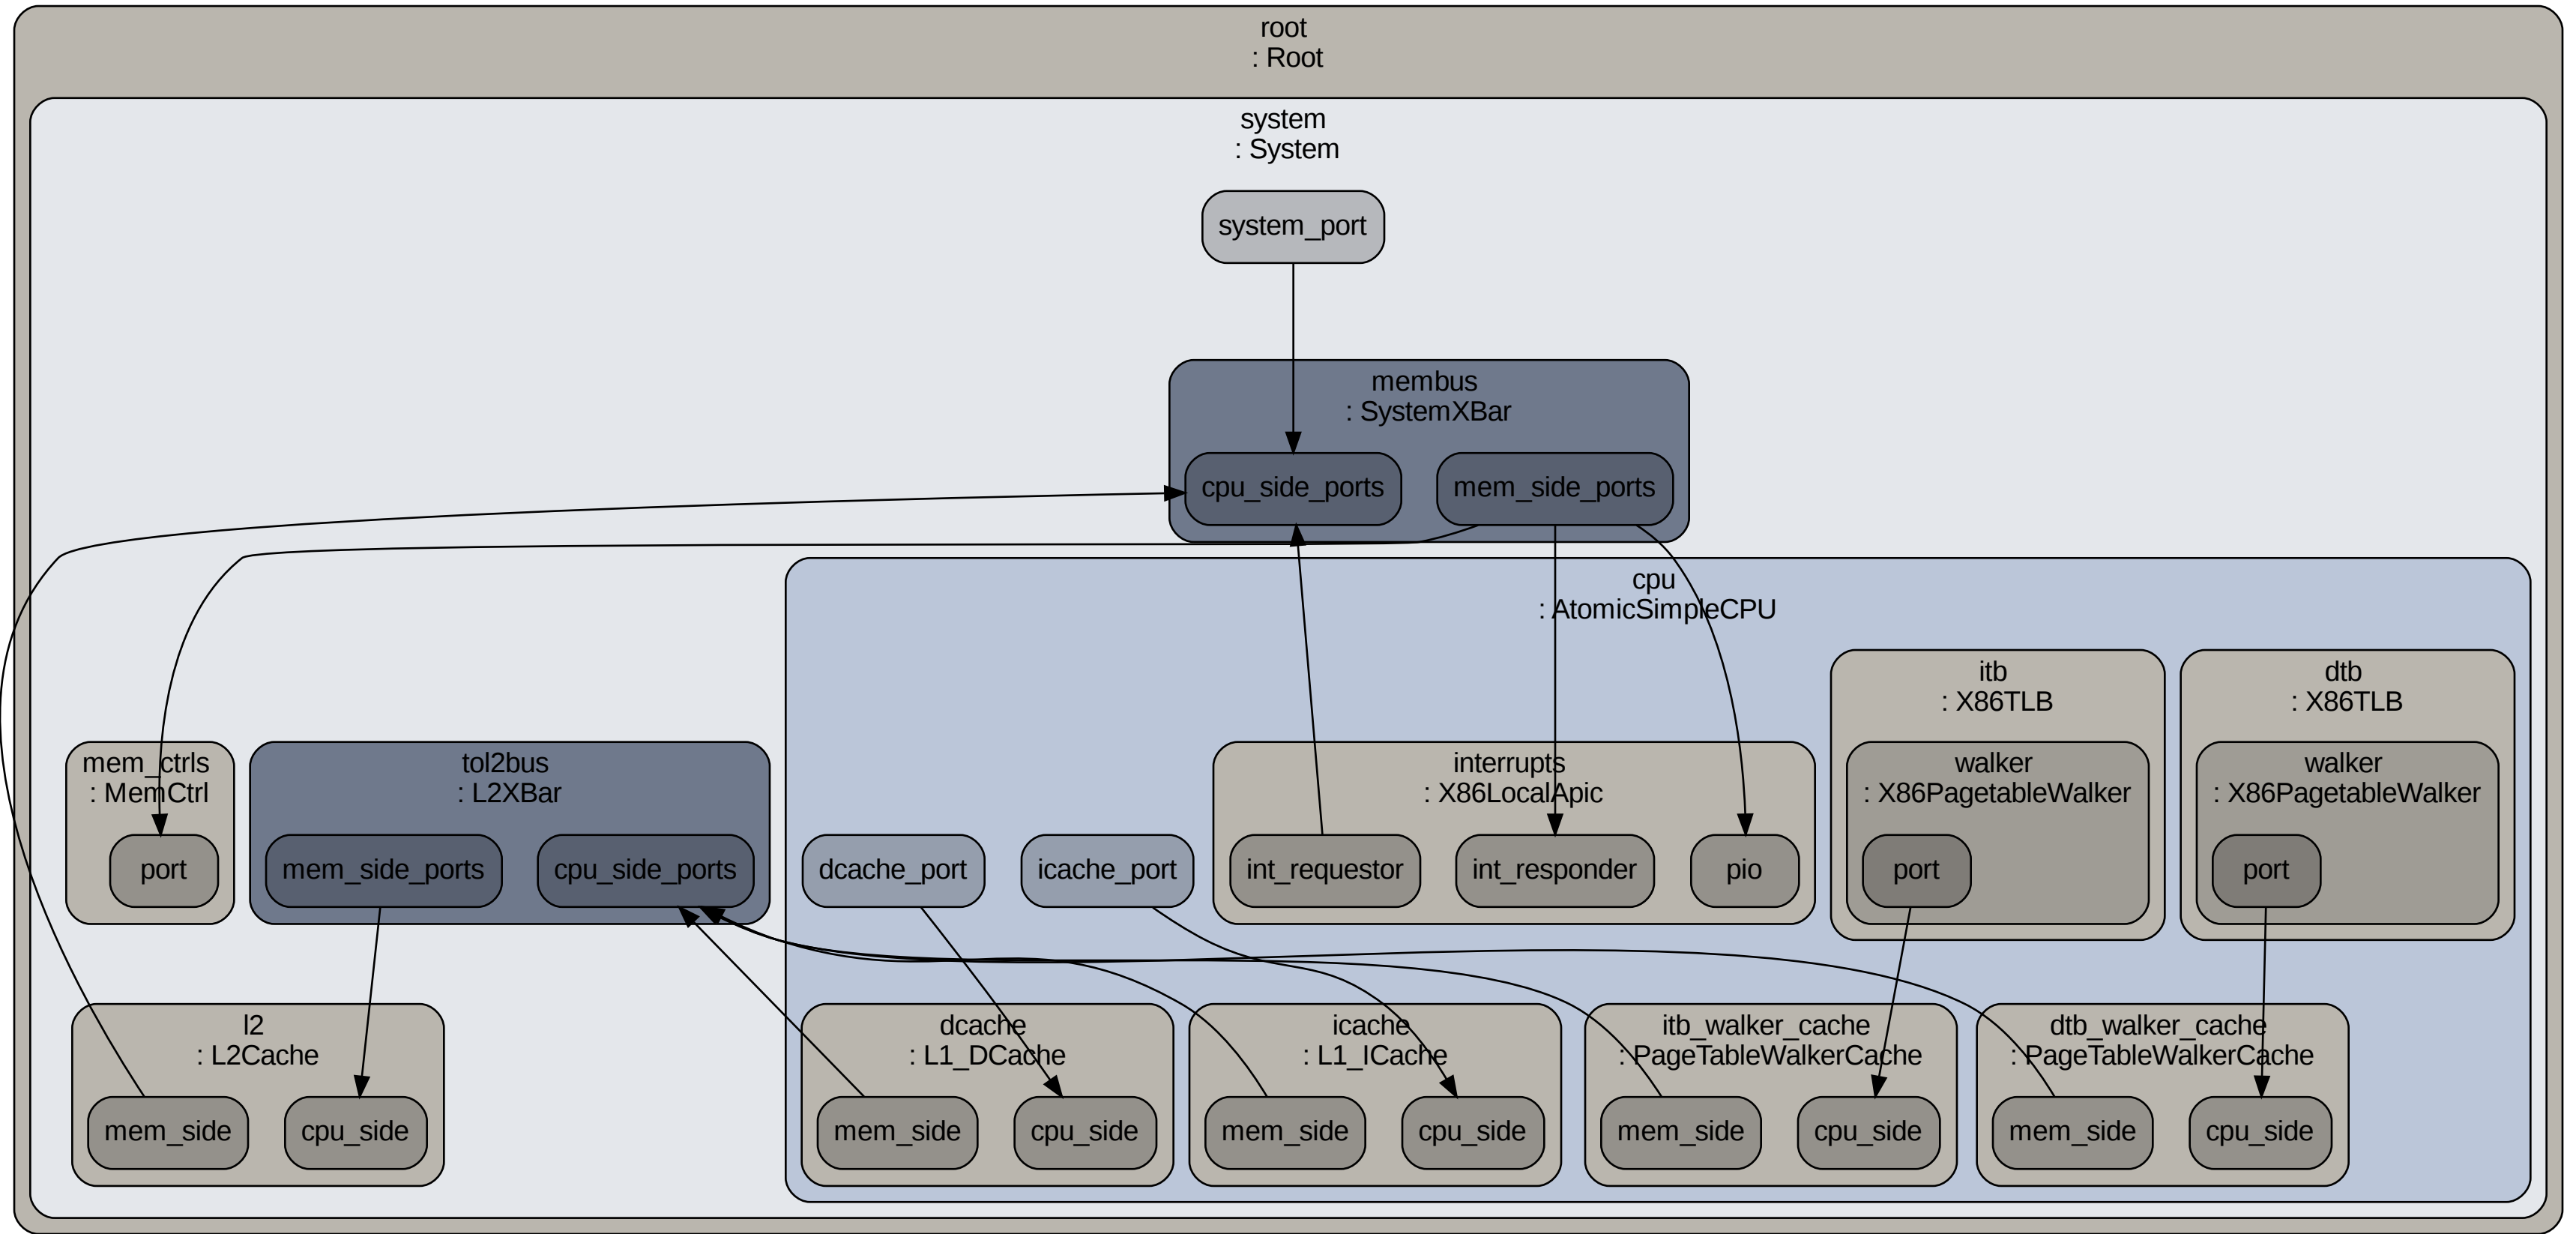 root
: Root
system
: System
system_port
membus
: SystemXBar
cpu_side_ports
mem_side_ports
cpu
: AtomicSimpleCPU
itb
: X86TLB
dtb
: X86TLB
mem_ctrls
: MemCtrl
port
tol2bus
: L2XBar
mem_side_ports
cpu_side_ports
dcache_port
icache_port
interrupts
: X86LocalApic
int_requestor
int_responder
pio
walker
: X86PagetableWalker
port
walker
: X86PagetableWalker
port
l2
: L2Cache
mem_side
cpu_side
dcache
: L1_DCache
mem_side
cpu_side
icache
: L1_ICache
mem_side
cpu_side
itb_walker_cache
: PageTableWalkerCache
mem_side
cpu_side
dtb_walker_cache
: PageTableWalkerCache
mem_side
cpu_side